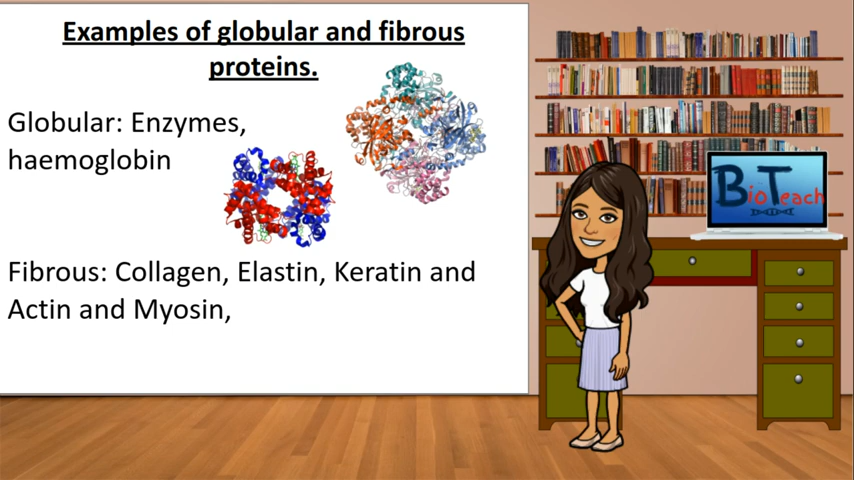 Examples of globular and fibrous
proteins.
Globular: Enzymes,
haemoglobin
Fibrous: Collagen, Elastin, Keratin and
Actin and Myosin,
BioTeach